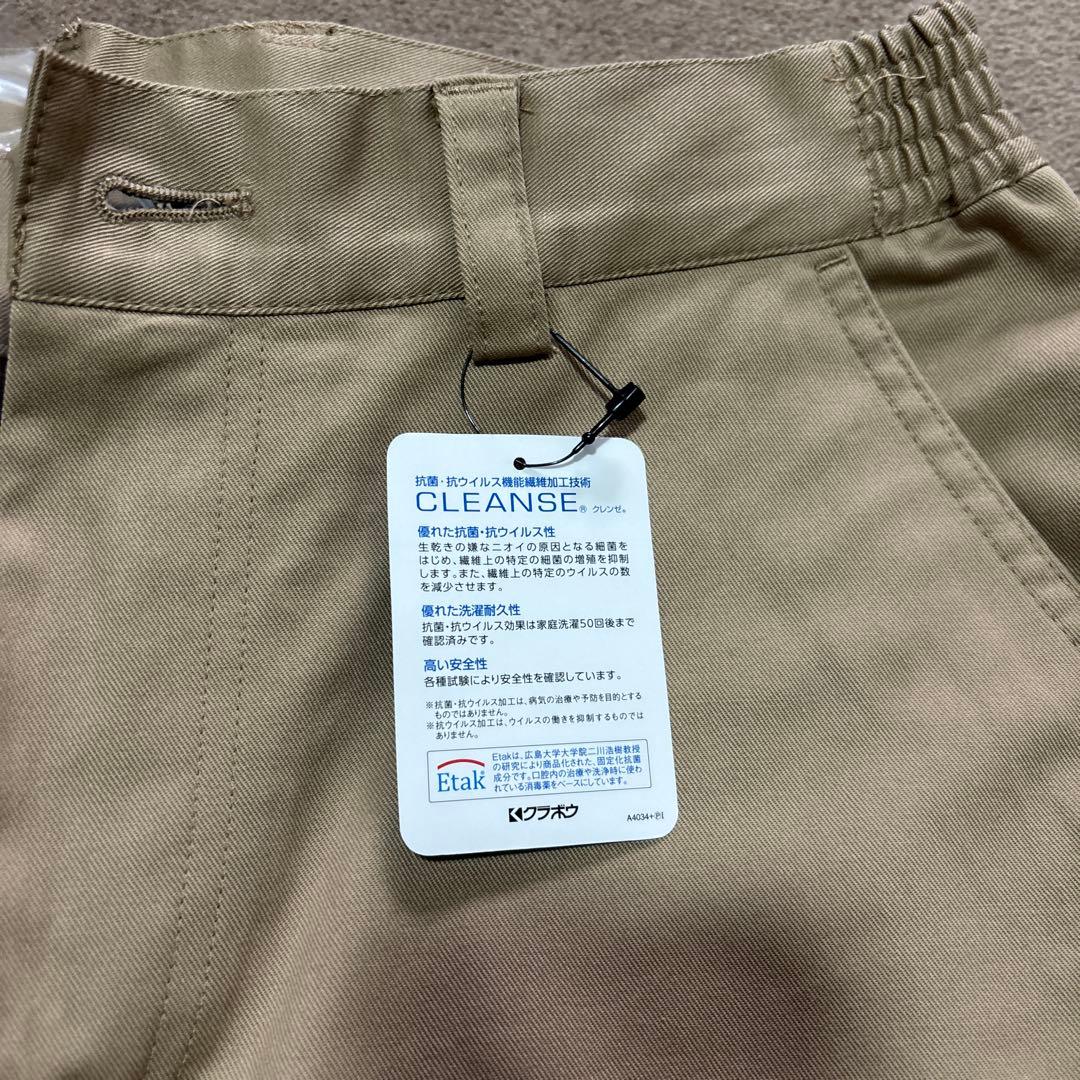 抗菌・抗ウイルス機能繊維加工技術
CLEANSE® クレンゼ®
優れた抗菌・抗ウイルス性
生乾きの嫌なニオイの原因となる細菌を
はじめ、繊維上の特定の細菌の増殖を抑制
します。また、繊維上の特定のウイルスの数
を減少させます。
優れた洗濯耐久性
抗菌・抗ウイルス効果は家庭洗濯50回後まで
確認済みです。
高い安全性
各種試験により安全性を確認しています。
※抗菌・抗ウイルス加工は、病気の治療や予防を目的とする
ものではありません。
※抗ウイルス加工は、ウイルスの働きを抑制するものでは
ありません。
Etak®
Etakは、広島大学大学院二川浩樹教授
の研究により商品化された、固定化抗菌
成分です。口腔内の治療や洗浄時に使わ
れている消毒薬をベースにしています。
クラボウ
A4034+㊞I